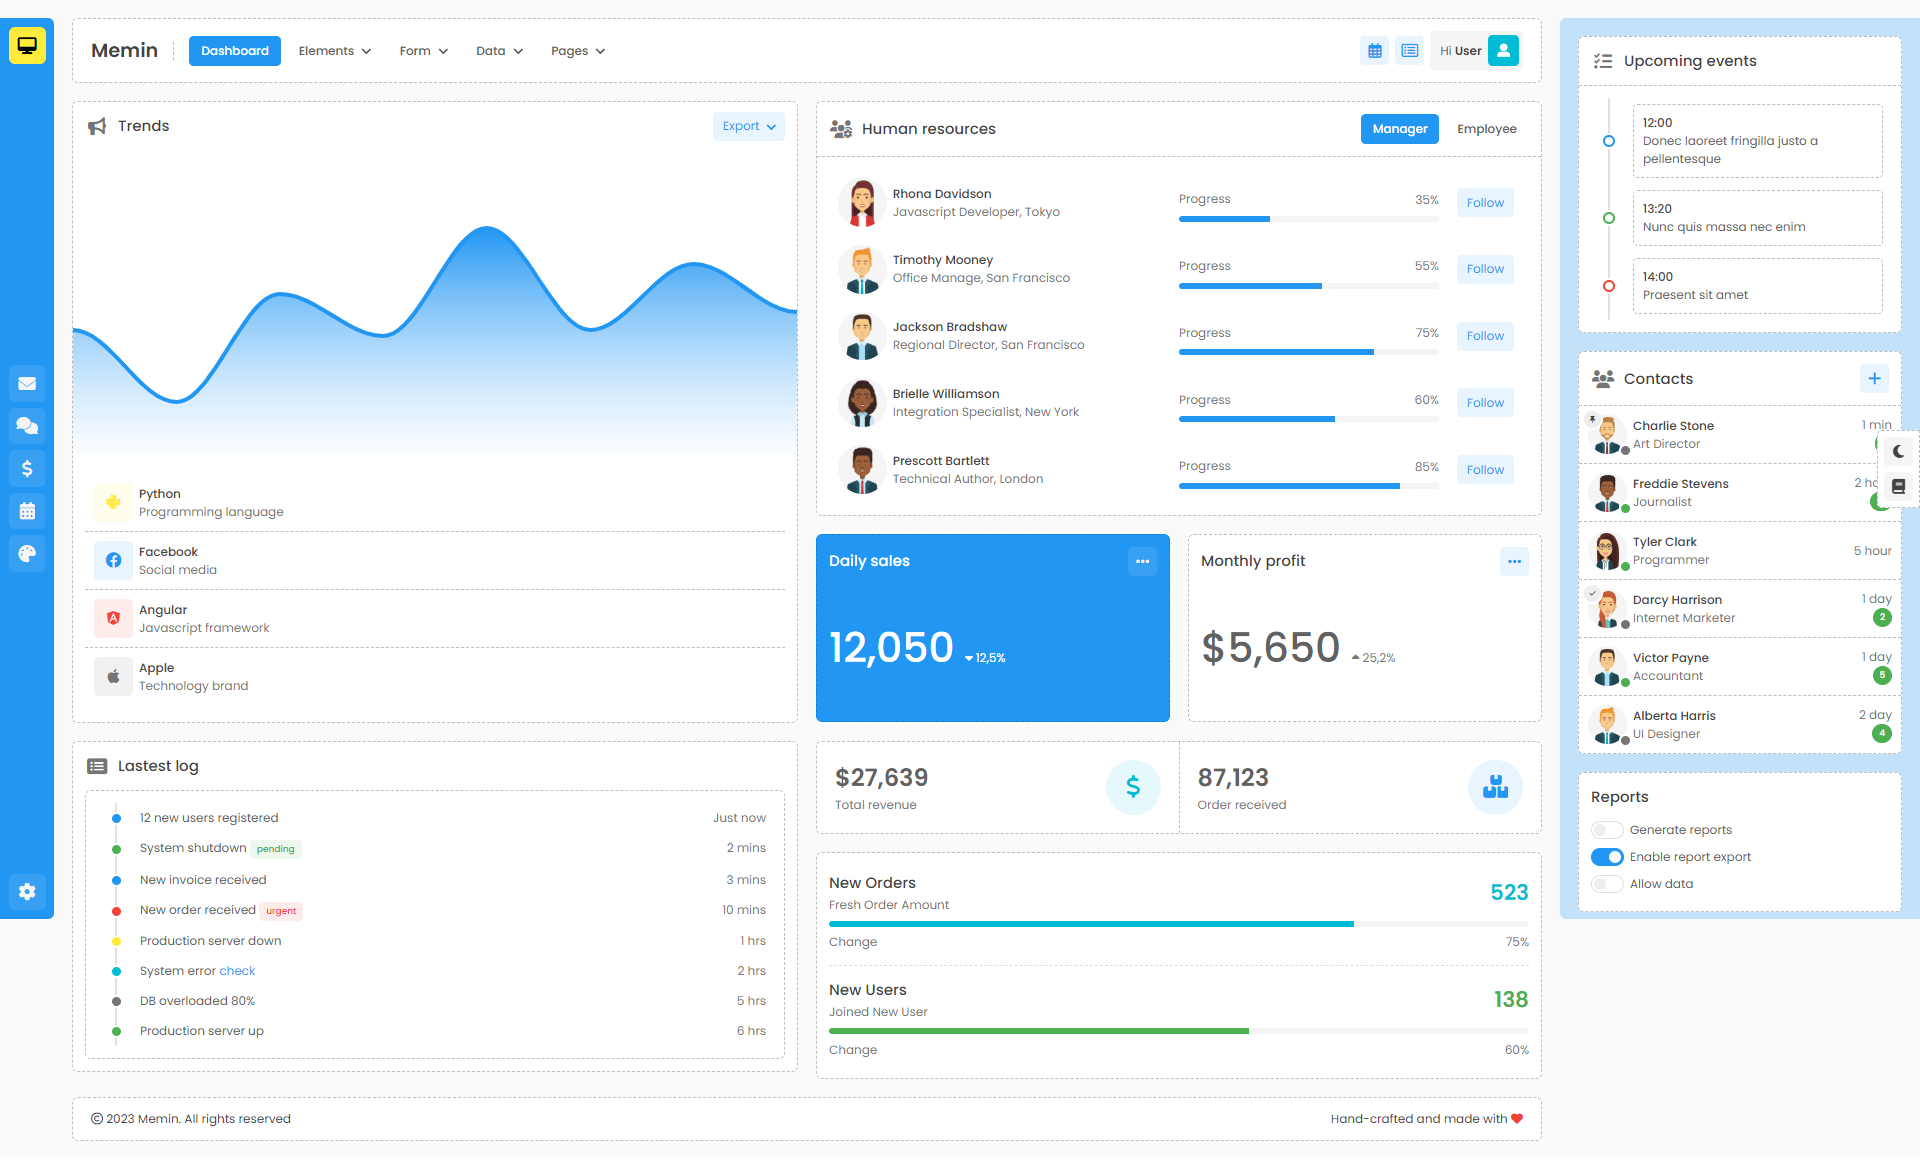 Memin
Dashboard
Elements
Form
Data
Pages
Hi User
Trends
Export
Python
Programming language
Facebook
Social media
Angular
Javascript framework
Apple
Technology brand
Human resources
Manager
Employee
Rhona Davidson
Javascript Developer, Tokyo
Progress
35%
Follow
Timothy Mooney
Office Manage, San Francisco
Progress
55%
Follow
Jackson Bradshaw
Regional Director, San Francisco
Progress
75%
Follow
Brielle Williamson
Integration Specialist, New York
Progress
60%
Follow
Prescott Bartlett
Technical Author, London
Progress
85%
Follow
Daily sales
12,050
12,5%
Monthly profit
$5,650
25,2%
Lastest log
12 new users registered
Just now
System shutdown pending
2 mins
New invoice received
3 mins
New order received urgent
10 mins
Production server down
1 hrs
System error check
2 hrs
DB overloaded 80%
5 hrs
Production server up
6 hrs
$27,639
Total revenue
87,123
Order received
New Orders
Fresh Order Amount
523
Change
75%
New Users
Joined New User
138
Change
60%
Upcoming events
12:00
Donec laoreet fringilla justo a
pellentesque
13:20
Nunc quis massa nec enim
14:00
Praesent sit amet
Contacts
Charlie Stone
1 min
Art Director
Freddie Stevens
2
Journalist
Tyler Clark
Programmer
5 hour
Darcy Harrison
1 day
Internet Marketer
2
Victor Payne
1 day
Accountant
5
Alberta Harris
2 day
UI Designer
4
Reports
Generate reports
Enable report export
Allow data
© 2023 Memin. All rights reserved
Hand-crafted and made with